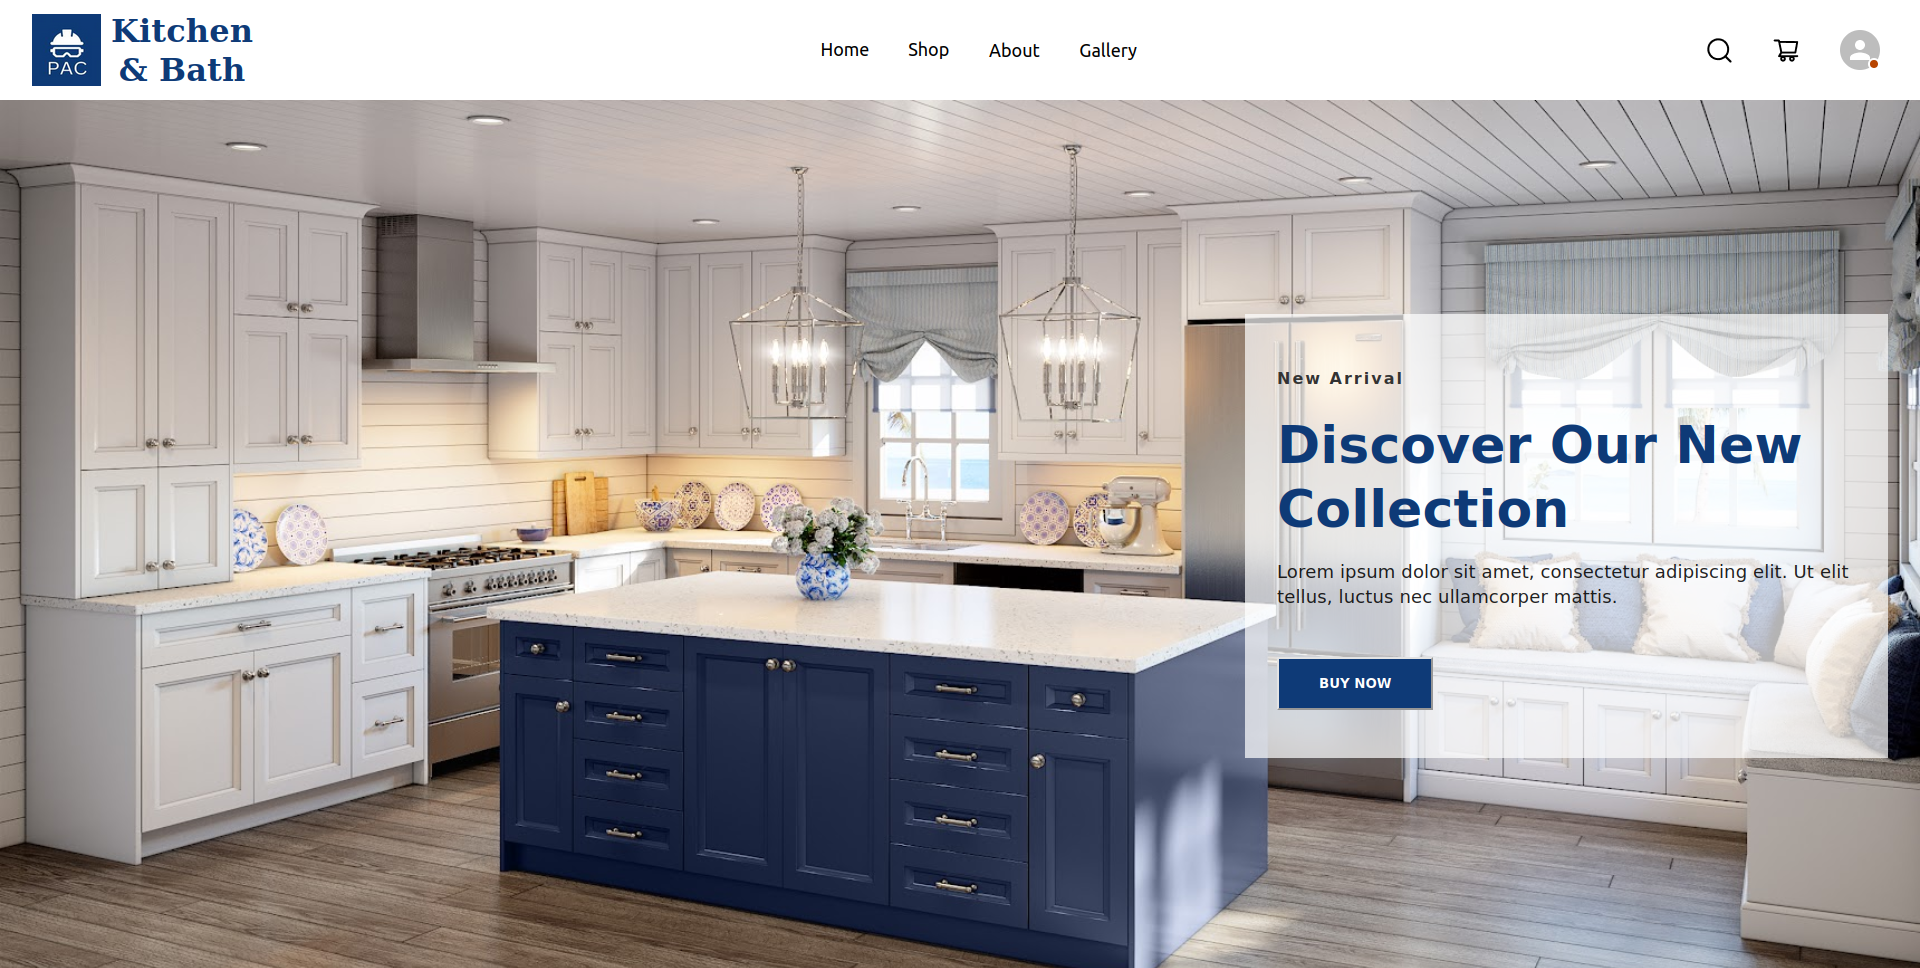 PAC
Kitchen
& Bath
Home Shop About Gallery
New Arrival
Discover Our New
Collection
Lorem ipsum dolor sit amet, consectetur adipiscing elit. Ut elit
tellus, luctus nec ullamcorper mattis.
BUY NOW